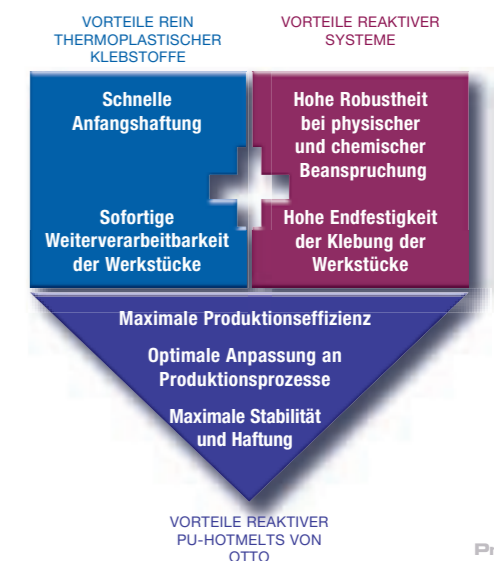 VORTEILE REIN
THERMOPLASTISCHER
KLEBSTOFFE
VORTEILE REAKTIVER
SYSTEME
Schnelle
Anfangshaftung
Sofortige
Weiterverarbeitbarkeit
der Werkstücke
Hohe Robustheit
bei physischer
und chemischer
Beanspruchung
Hohe Endfestigkeit
der Klebung der
Werkstücke
Maximale Produktionseffizienz
Optimale Anpassung an
Produktionsprozesse
Maximale Stabilität
und Haftung
VORTEILE REAKTIVER
PU-HOTMELTS VON
OTTO